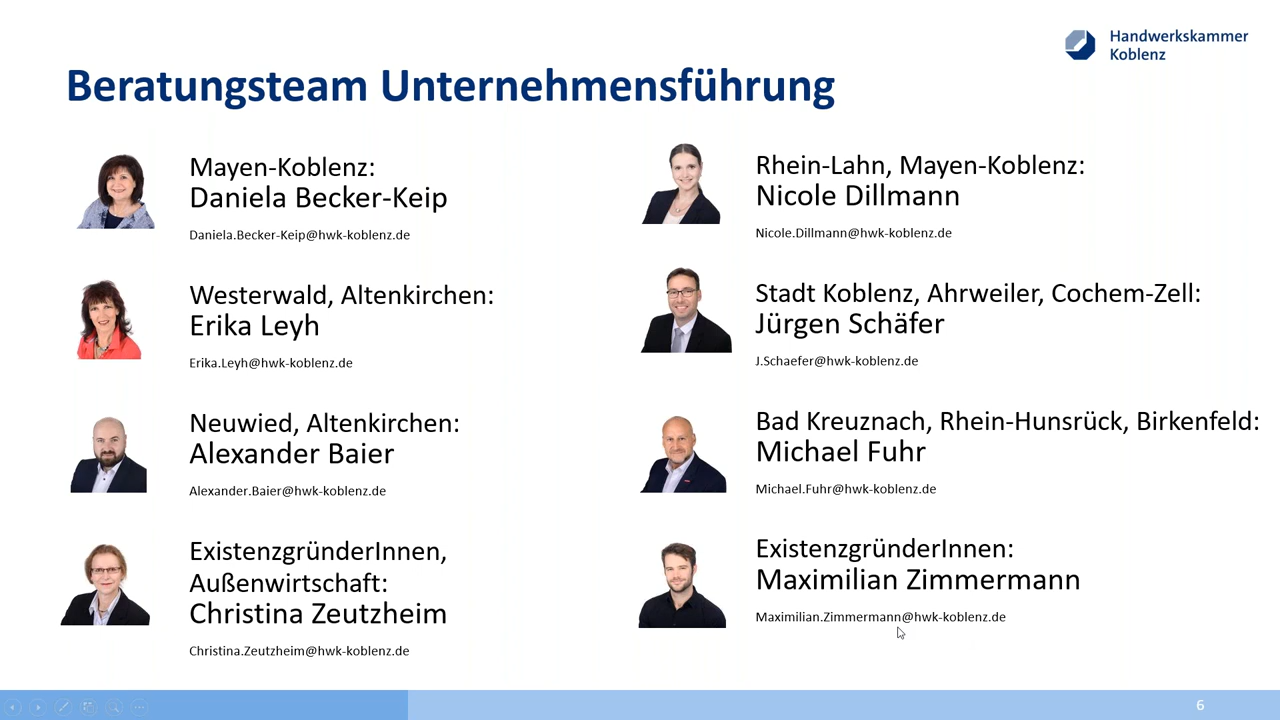 Handwerkskammer
Koblenz
Beratungsteam Unternehmensführung
Mayen-Koblenz:
Daniela Becker-Keip
Daniela.Becker-Keip@hwk-koblenz.de
Westerwald, Altenkirchen:
Erika Leyh
Erika.Leyh@hwk-koblenz.de
Neuwied, Altenkirchen:
Alexander Baier
Alexander.Baier@hwk-koblenz.de
ExistenzgründerInnen,
Außenwirtschaft:
Christina Zeutzheim
Christina.Zeutzheim@hwk-koblenz.de
Rhein-Lahn, Mayen-Koblenz:
Nicole Dillmann
Nicole.Dillmann@hwk-koblenz.de
Stadt Koblenz, Ahrweiler, Cochem-Zell:
Jürgen Schäfer
J.Schaefer@hwk-koblenz.de
Bad Kreuznach, Rhein-Hunsrück, Birkenfeld:
Michael Fuhr
Michael.Fuhr@hwk-koblenz.de
ExistenzgründerInnen:
Maximilian Zimmermann
Maximilian.Zimmermann@hwk-koblenz.de
6